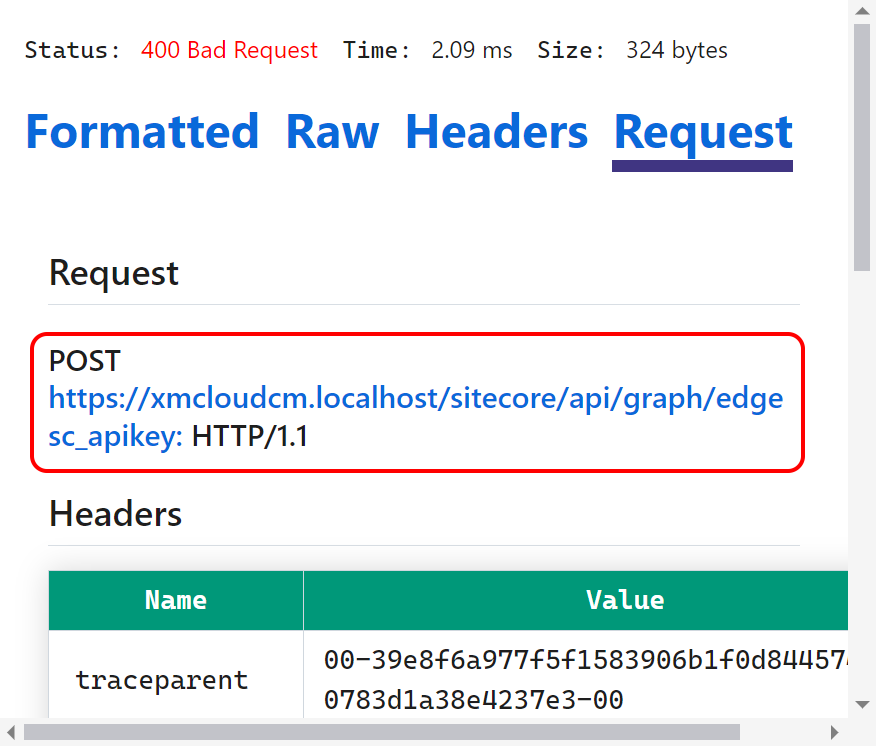 Status: 400 Bad Request Time: 2.09 ms Size: 324 bytes
Formatted Raw Headers Request
Request
POST
https://xmcloudcm.localhost/sitecore/api/graph/edge
sc_apikey: HTTP/1.1
Headers
Name Value
traceparent 00-39e8f6a977f5f1583906b1f0d84457
0783d1a38e4237e3-00